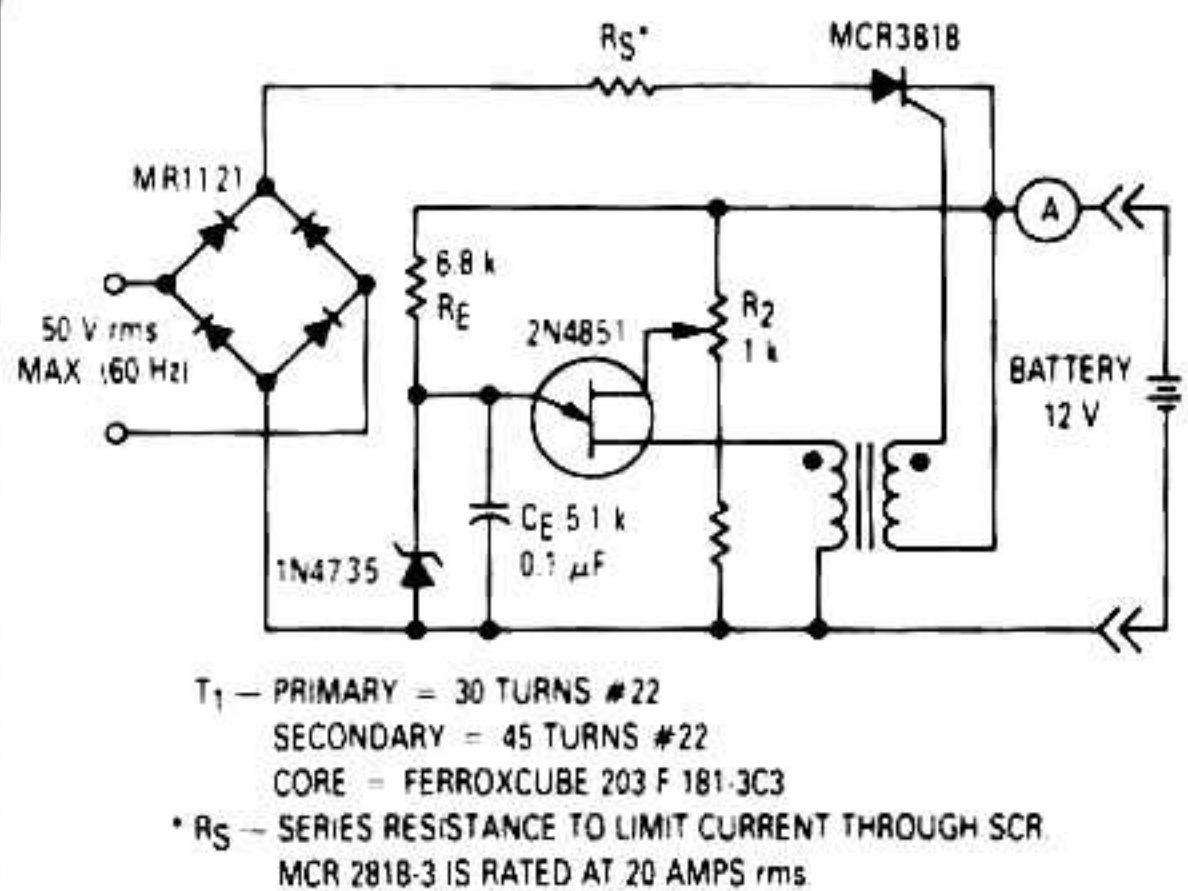 RS*
MCR3818
MR1121
A
6.8 k
RE
2N4851
R2
1 k
50 V rms
MAX (60 Hz)
BATTERY
12 V
CE 5.1 k
0.1 μF
1N4735
T1 – PRIMARY = 30 TURNS #22
SECONDARY = 45 TURNS #22
CORE = FERROXCUBE 203 F 181-3C3
* RS – SERIES RESISTANCE TO LIMIT CURRENT THROUGH SCR.
MCR 2818-3 IS RATED AT 20 AMPS rms.